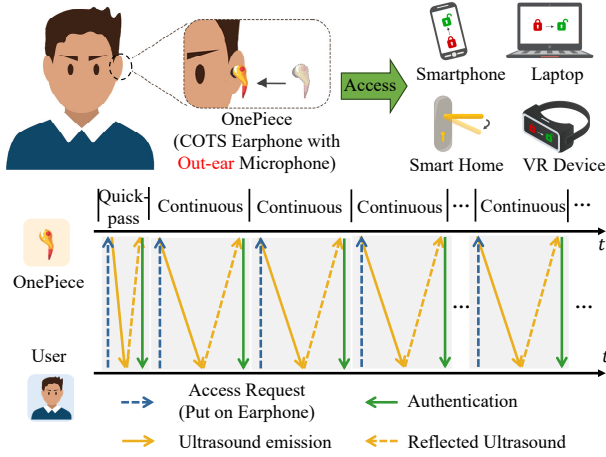 OnePiece
(COTS Earphone with
Out-ear Microphone)
Access
Smartphone
Laptop
Smart Home
VR Device
Quick-
pass
Continuous
Continuous
Continuous
...
Continuous
...
t
OnePiece
...
...
User
t
Access Request
(Put on Earphone)
Authentication
Ultrasound emission
Reflected Ultrasound